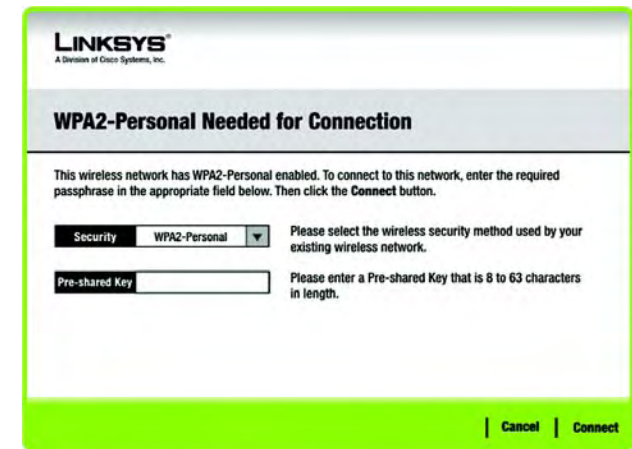 LINKSYS®
A Division of Cisco Systems, Inc.
WPA2-Personal Needed for Connection
This wireless network has WPA2-Personal enabled. To connect to this network, enter the required
passphrase in the appropriate field below. Then click the Connect button.
Security WPA2-Personal Please select the wireless security method used by your
existing wireless network.
Pre-shared Key Please enter a Pre-shared Key that is 8 to 63 characters
in length.
Cancel Connect